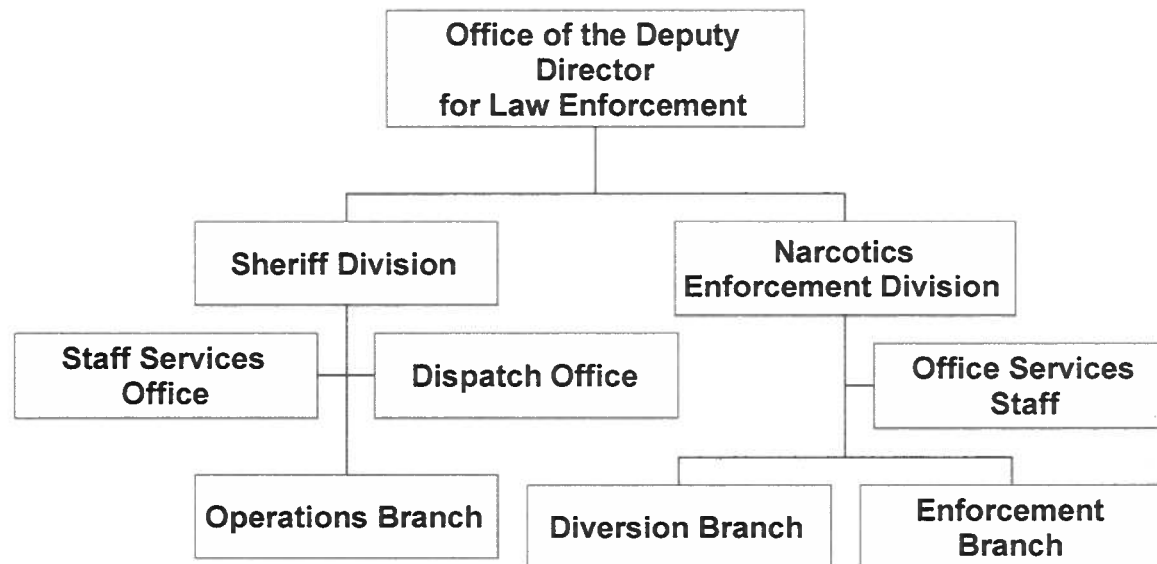 Office of the Deputy
Director
for Law Enforcement
Sheriff Division
Narcotics
Enforcement Division
Staff Services
Office
Dispatch Office
Office Services
Staff
Operations Branch
Diversion Branch
Enforcement
Branch